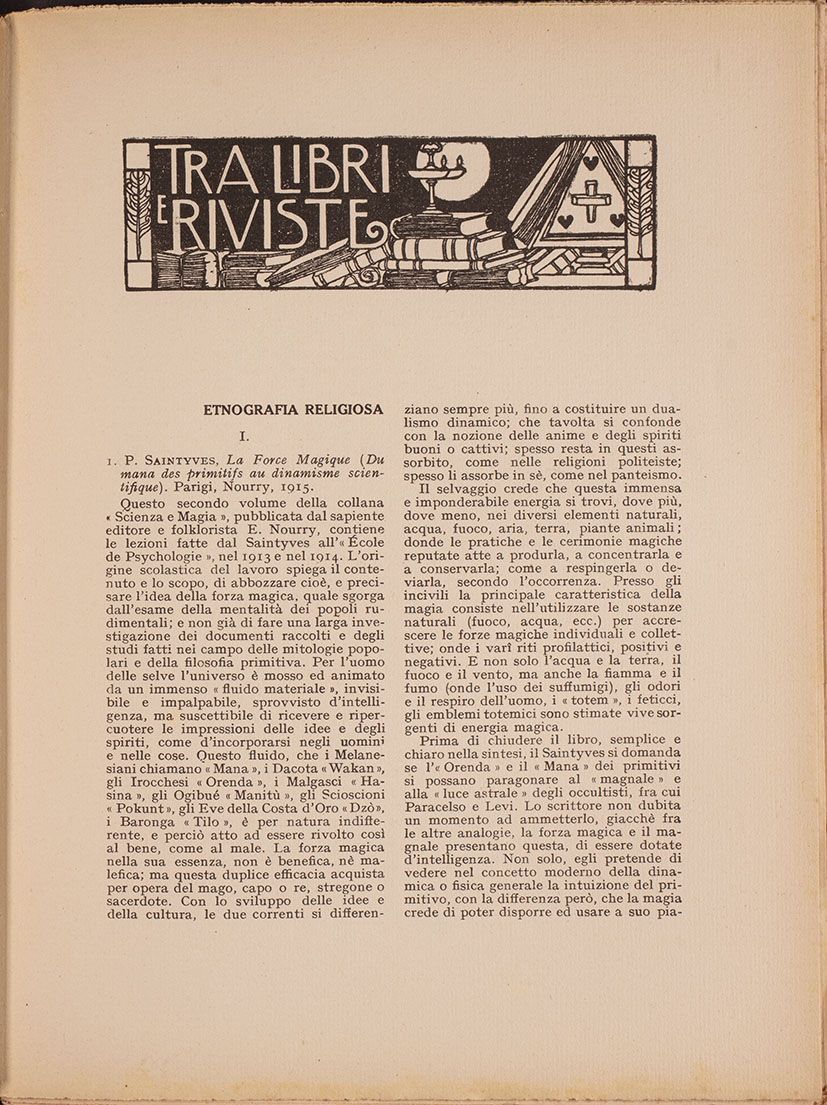 TRA LIBRI
E RIVISTE
ETNOGRAFIA RELIGIOSA
I.
1. P. SAINTYVES, La Force Magique (Du
mana des primitifs au dinamisme scien-
tifique). Parigi, Nourry, 1915.
Questo secondo volume della collana
« Scienza e Magia », pubblicata dal sapiente
editore e folklorista E. Nourry, contiene
le lezioni fatte dal Saintyves all'« École
de Psychologie », nel 1913 e nel 1914. L'ori-
gine scolastica del lavoro spiega il conte-
nuto e lo scopo, di abbozzare cioè, e preci-
sare l'idea della forza magica, quale sgorga
dall'esame della mentalità dei popoli ru-
dimentali; e non già di fare una larga inve-
stigazione dei documenti raccolti e degli
studi fatti nei campo delle mitologie popo-
lari e della filosofia primitiva. Per l'uomo
delle selve l'universo è mosso ed animato
da un immenso « fluido materiale », invisi-
bile e impalpabile, sprovvisto d'intelli-
genza, ma suscettibile di ricevere e riper-
cuotere le impressioni delle idee e degli
spiriti, come d'incorporarsi negli uomini
e nelle cose. Questo fluido, che i Melane-
siani chiamano « Mana », i Dacota « Wakan »,
gli Irocchesi « Orenda », i Malgasci « Ha-
sina », gli Ogibué « Manitù », gli Scioscioni
« Pokunt », gli Eve della Costa d'Oro « Dzò »,
i Baronga « Tilo », è per natura indiffe-
rente, e perciò atto ad essere rivolto così
al bene, come al male. La forza magica
nella sua essenza, non è benefica, nè ma-
lefica; ma questa duplice efficacia acquista
per opera del mago, capo o re, stregone o
sacerdote. Con lo sviluppo delle idee e
della cultura, le due correnti si differen-
ziano sempre più, fino a costituire un dua-
lismo dinamico; che tavolta si confonde
con la nozione delle anime e degli spiriti
buoni o cattivi; spesso resta in questi as-
sorbito, come nelle religioni politeiste;
spesso li assorbe in sè, come nel panteismo.
Il selvaggio crede che questa immensa
e imponderabile energia si trovi, dove più,
dove meno, nei diversi elementi naturali,
acqua, fuoco, aria, terra, piante animali;
donde le pratiche e le cerimonie magiche
reputate atte a produrla, a concentrarla e
a conservarla; come a respingerla o de-
viarla, secondo l'occorrenza. Presso gli
incivili la principale caratteristica della
magia consiste nell'utilizzare le sostanze
naturali (fuoco, acqua, ecc.) per accre-
scere le forze magiche individuali e collet-
tive; onde i varî riti profilattici, positivi e
negativi. E non solo l'acqua e la terra, il
fuoco e il vento, ma anche la fiamma e il
fumo (onde l'uso dei suffumigi), gli odori
e il respiro dell'uomo, i « totem », i feticci,
gli emblemi totemici sono stimate vive sor-
genti di energia magica.
Prima di chiudere il libro, semplice e
chiaro nella sintesi, il Saintyves si domanda
se l'« Orenda » e il « Mana » dei primitivi
si possano paragonare al « magnale » e
alla « luce astrale » degli occultisti, fra cui
Paracelso e Levi. Lo scrittore non dubita
un momento ad ammetterlo, giacchè fra
le altre analogie, la forza magica e il ma-
gnale presentano questa, di essere dotate
d'intelligenza. Non solo, egli pretende di
vedere nel concetto moderno della dina-
mica o fisica generale la intuizione del pri-
mitivo, con la differenza però, che la magia
crede di poter disporre ed usare a suo pia-